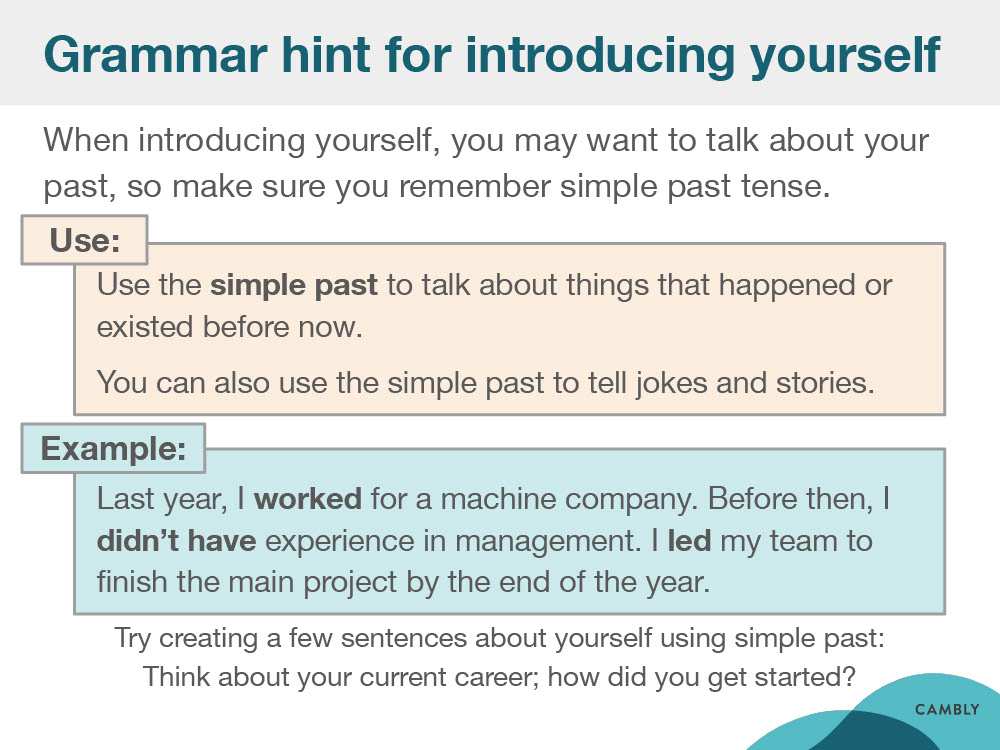 Grammar hint for introducing yourself
When introducing yourself, you may want to talk about your
past, so make sure you remember simple past tense.
Use:
Use the simple past to talk about things that happened or
existed before now.
You can also use the simple past to tell jokes and stories.
Example:
Last year, I worked for a machine company. Before then, I
didn’t have experience in management. I led my team to
finish the main project by the end of the year.
Try creating a few sentences about yourself using simple past:
Think about your current career; how did you get started?
CAMBLY